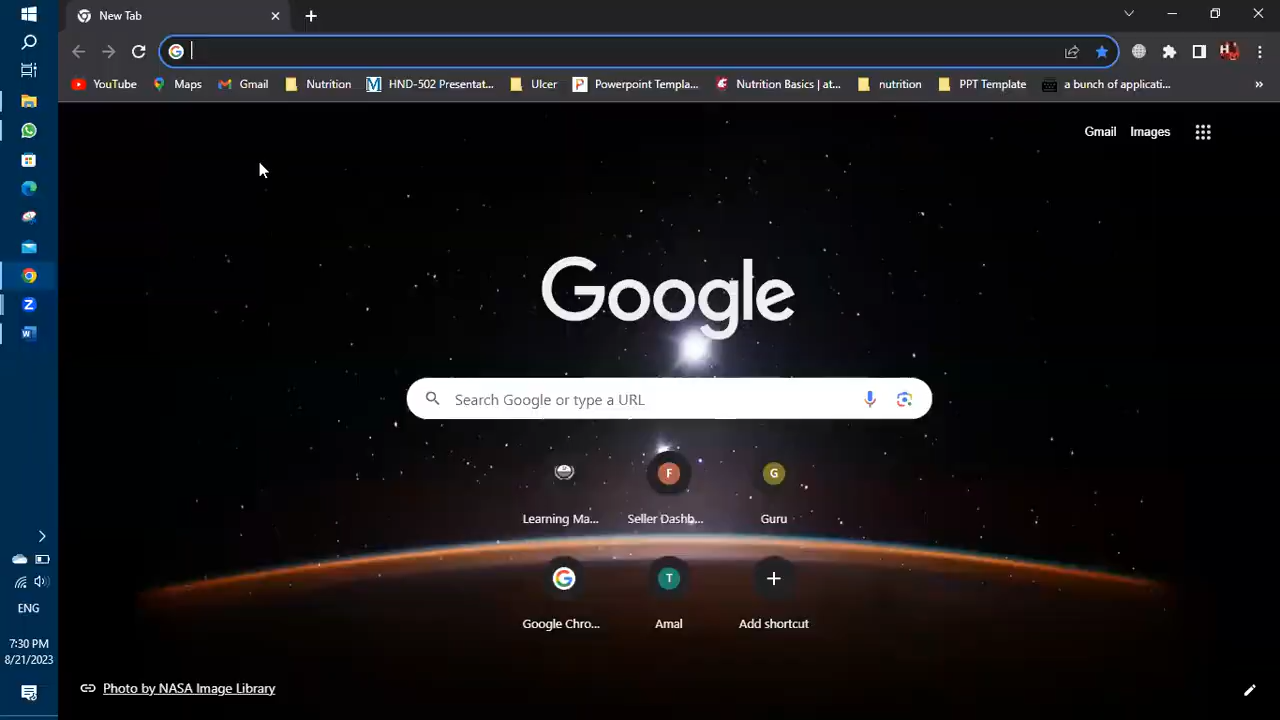 New Tab
YouTube
Maps
Gmail
Nutrition
HND-502 Presentat...
Ulcer
Powerpoint Templa...
Nutrition Basics | at...
nutrition
PPT Template
a bunch of applicati...
Gmail
Images
Google
Search Google or type a URL
F
G
Learning Ma...
Seller Dashb...
Guru
T
Google Chro...
Amal
Add shortcut
ENG
7:30 PM
8/21/2023
Photo by NASA Image Library